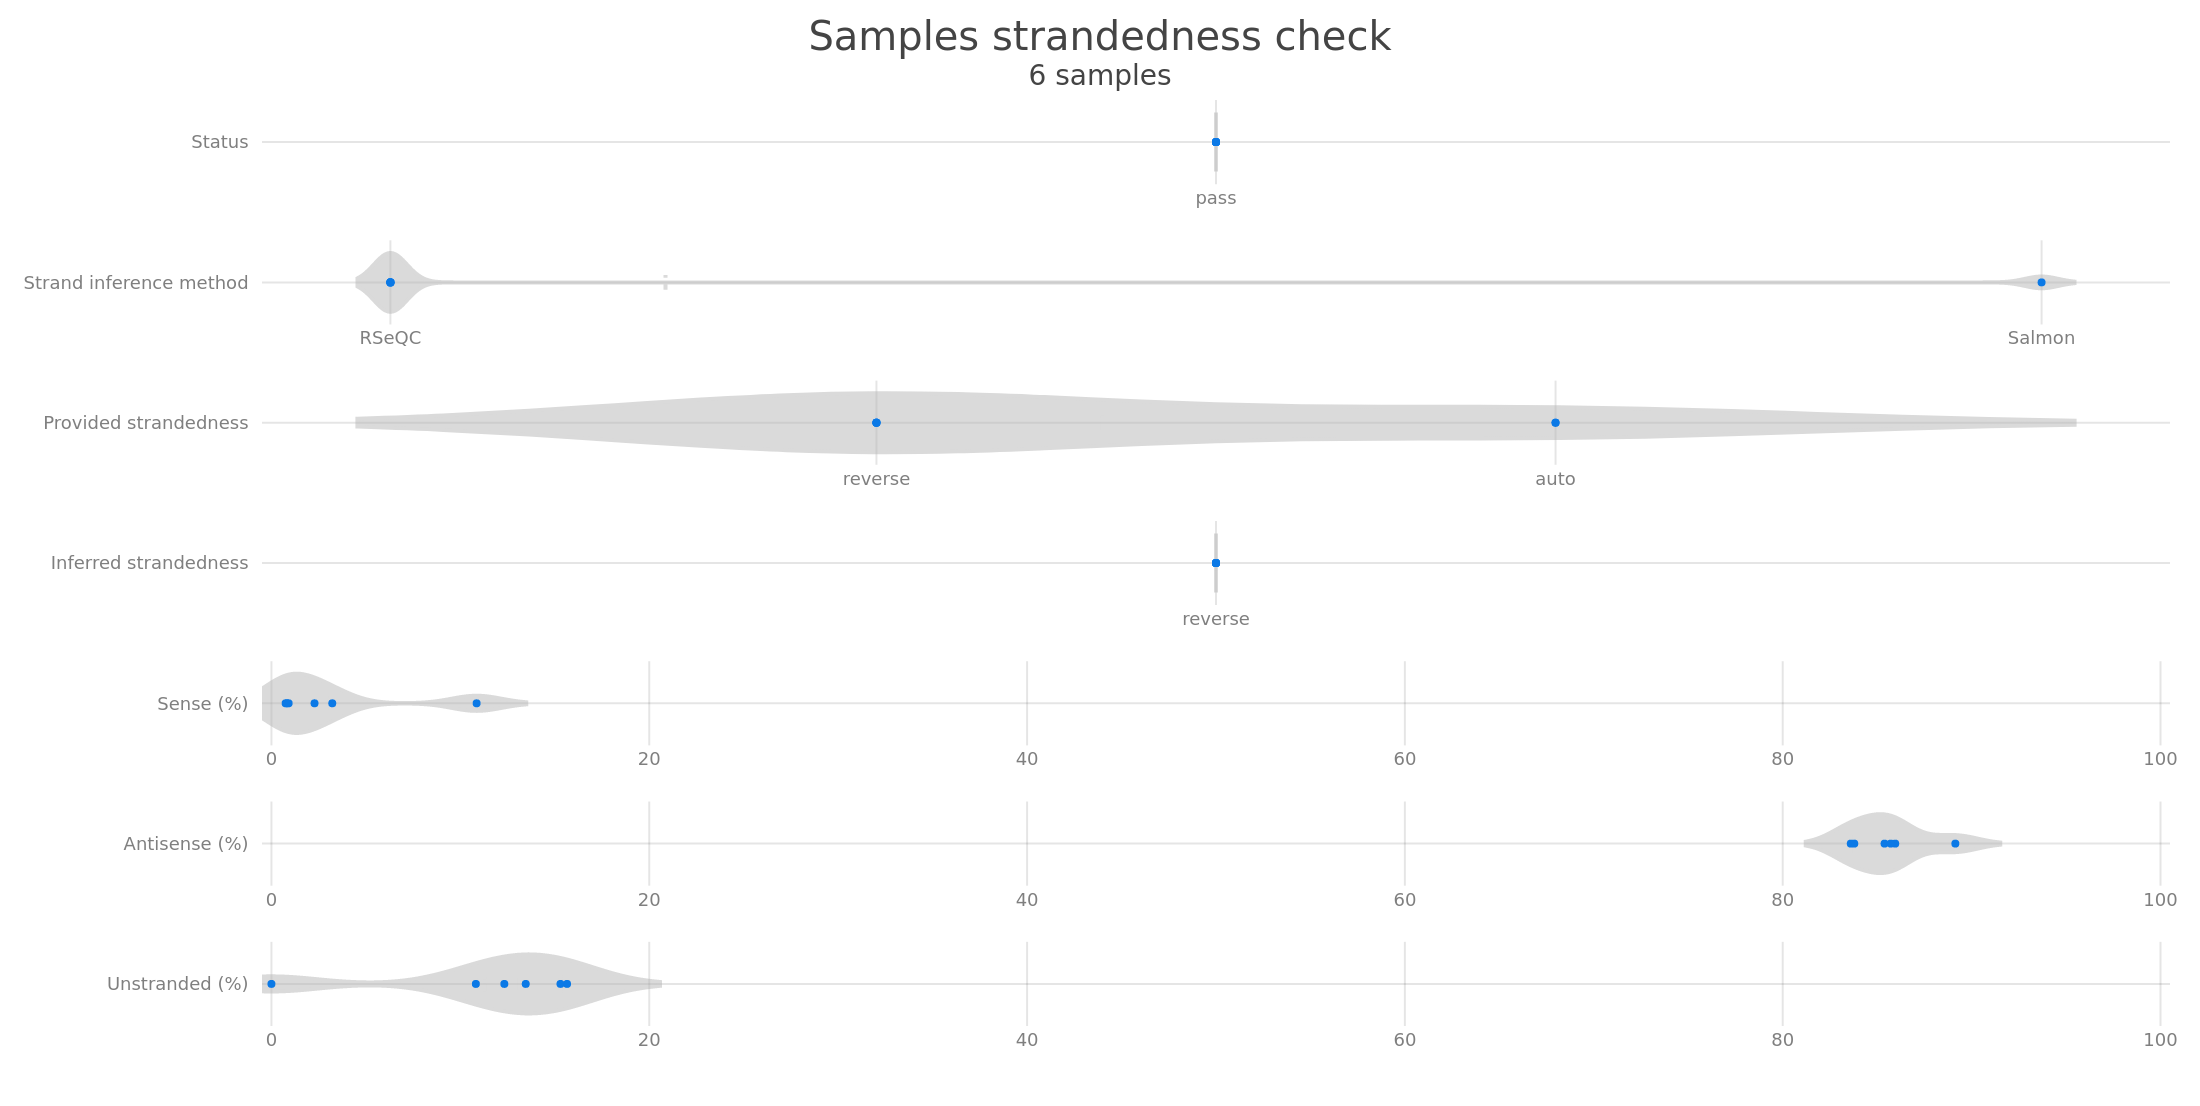 Samples strandedness check
6 samples
Status
pass
Strand inference method
RSeQC Salmon
Provided strandedness
reverse auto
Inferred strandedness
reverse
Sense (%)
0 20 40 60 80 100
Antisense (%)
0 20 40 60 80 100
Unstranded (%)
0 20 40 60 80 100